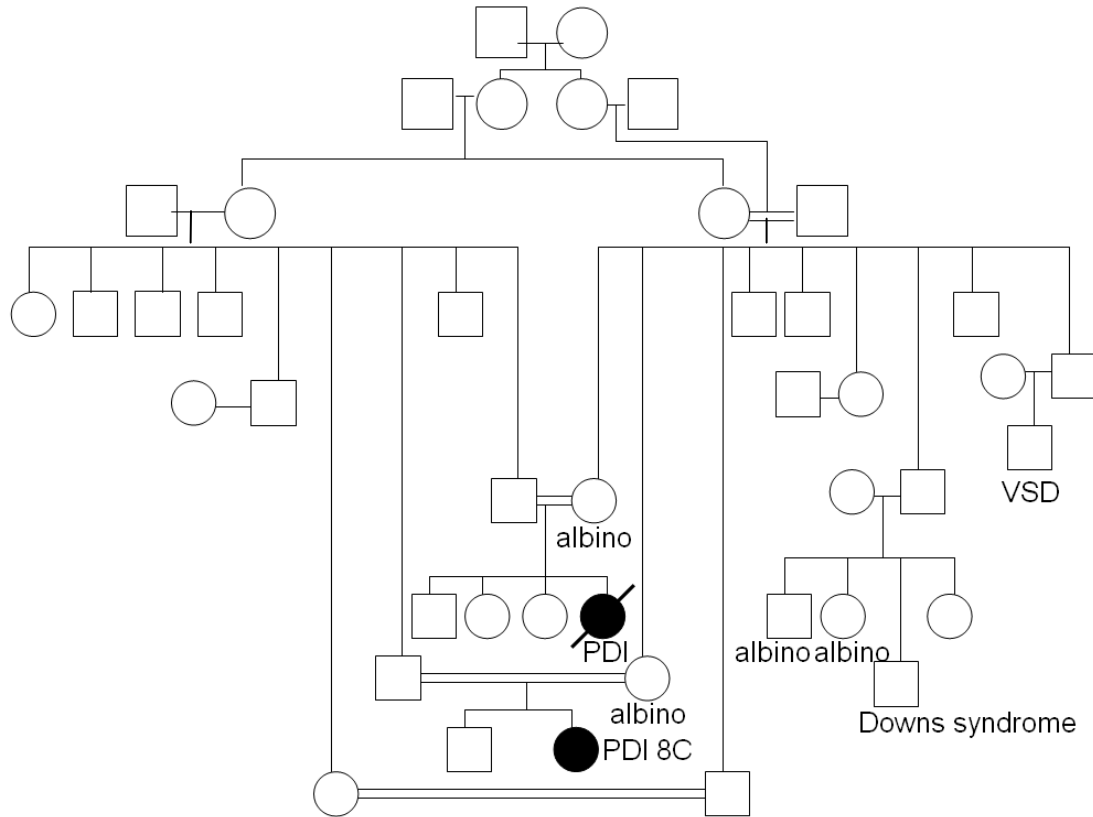 VSD
albino
PDI
albino albino
albino
Downs syndrome
PDI 8C